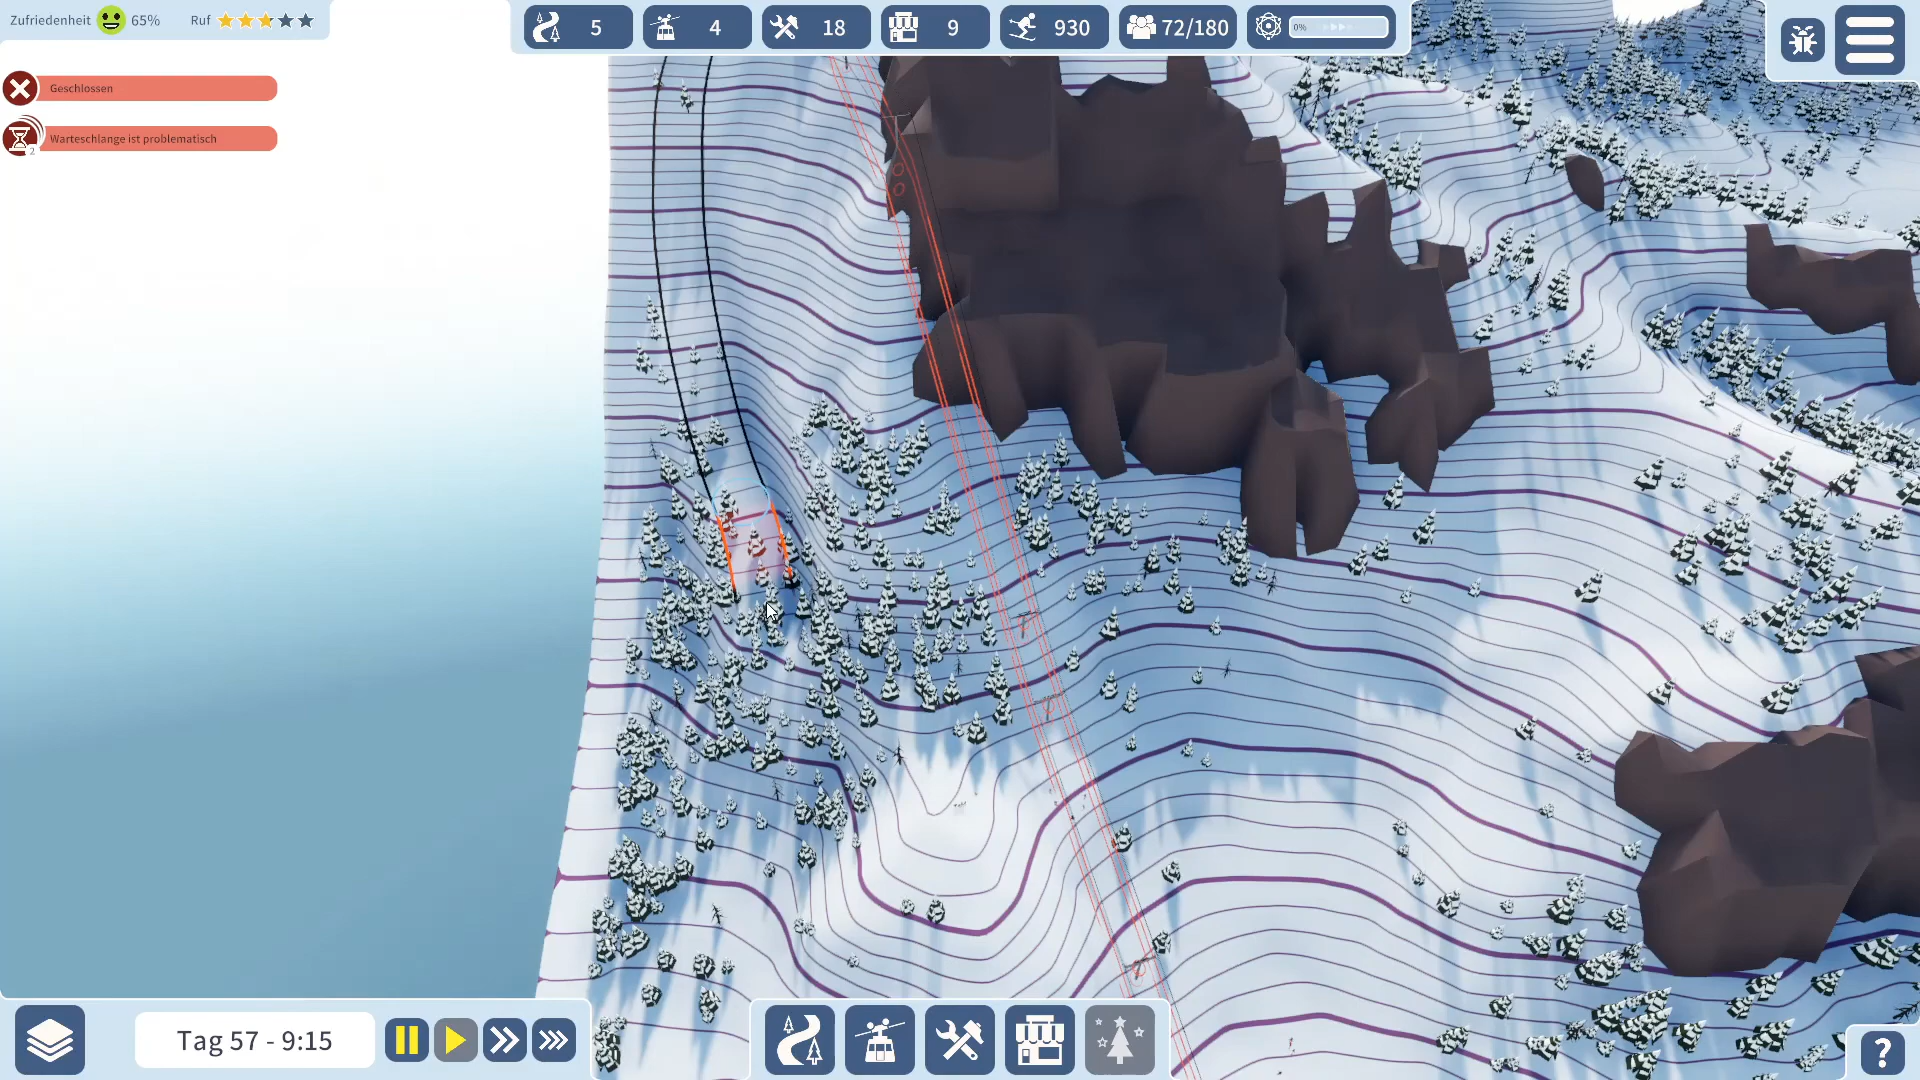 Zufriedenheit 65% Ruf
5 4 18 9 930 72/180 0%
Geschlossen
Warteschlange ist problematisch
2
Tag 57 - 9:15
?